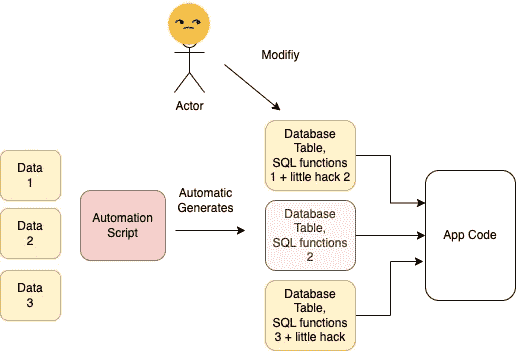 Modifiy
Actor
Data
1
Data
2
Data
3
Automation
Script
Automatic
Generates
Database
Table,
SQL functions
1 + little hack 2
Database
Table,
SQL functions
2
Database
Table,
SQL functions
3 + little hack
App Code